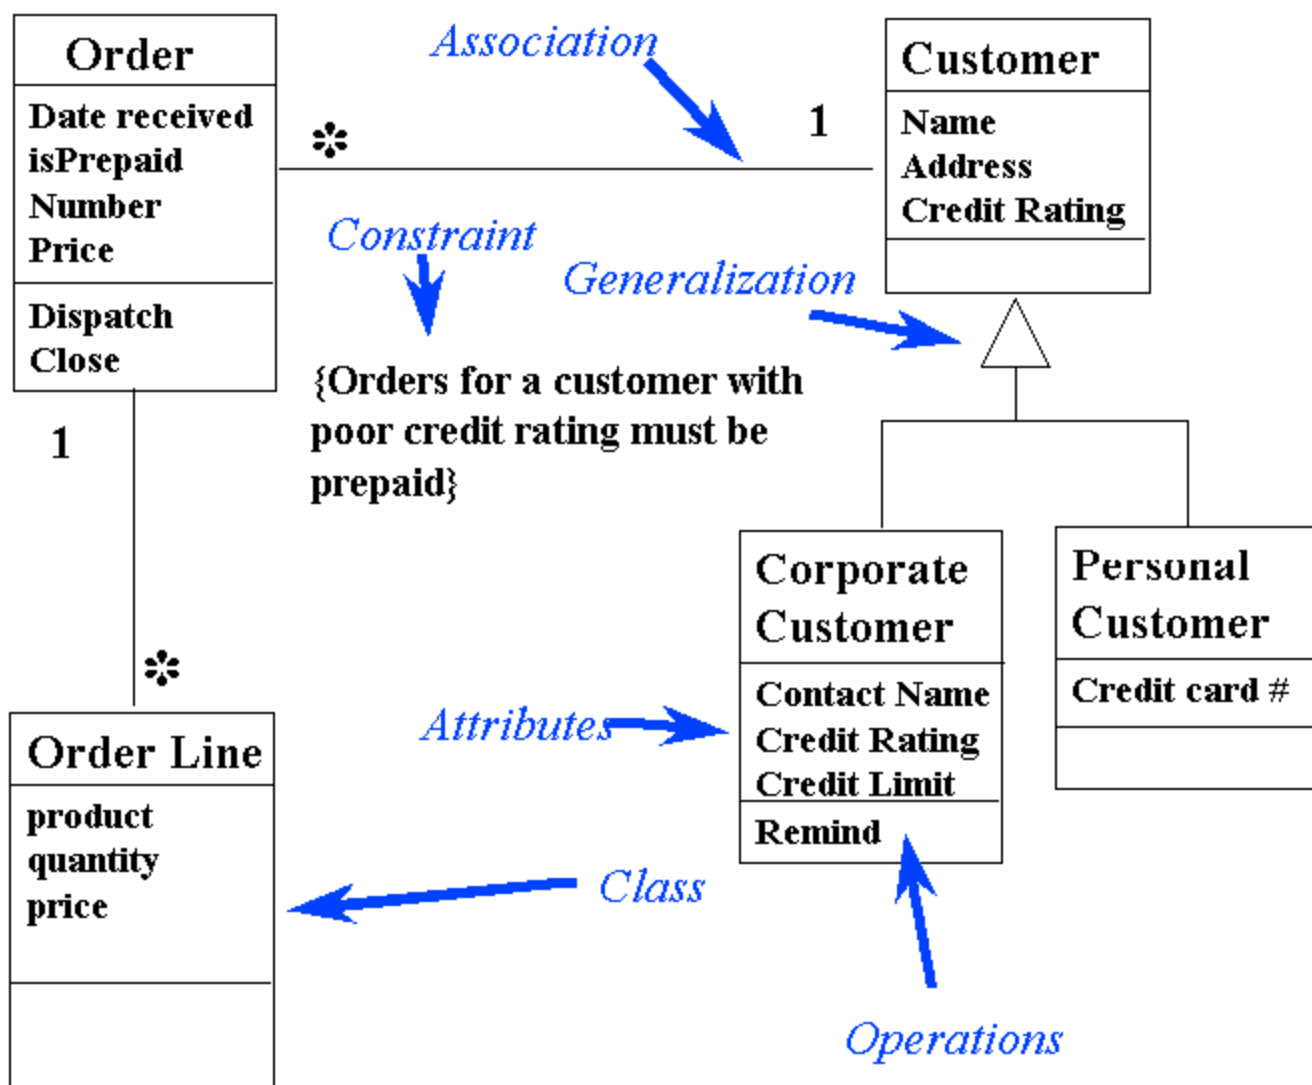 Order
Date received
isPrepaid
Number
Price
Dispatch
Close
*
1
Association
Customer
Name
Address
Credit Rating
Constraint
{Orders for a customer with
poor credit rating must be
prepaid}
Generalization
1
*
Corporate
Customer
Contact Name
Credit Rating
Credit Limit
Remind
Personal
Customer
Credit card #
Attributes
Order Line
product
quantity
price
Class
Operations